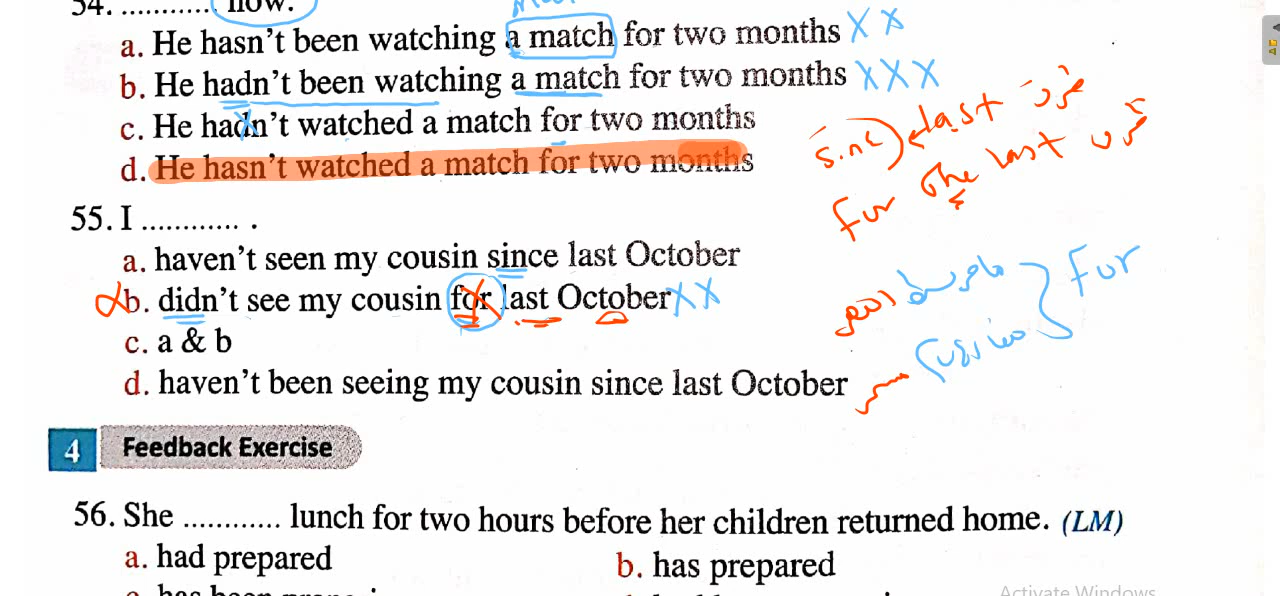 54. ............ now.
a. He hasn't been watching a match for two months X X
b. He hadn't been watching a match for two months X X X
c. He hadn't watched a match for two months
d. He hasn't watched a match for two months
last
for the last
55. I ............ .
a. haven't seen my cousin since last October
b. didn't see my cousin for last October X X
c. a & b
d. haven't been seeing my cousin since last October
for
4 Feedback Exercise
56. She ............ lunch for two hours before her children returned home. (LM)
a. had prepared b. has prepared
Activate Windows